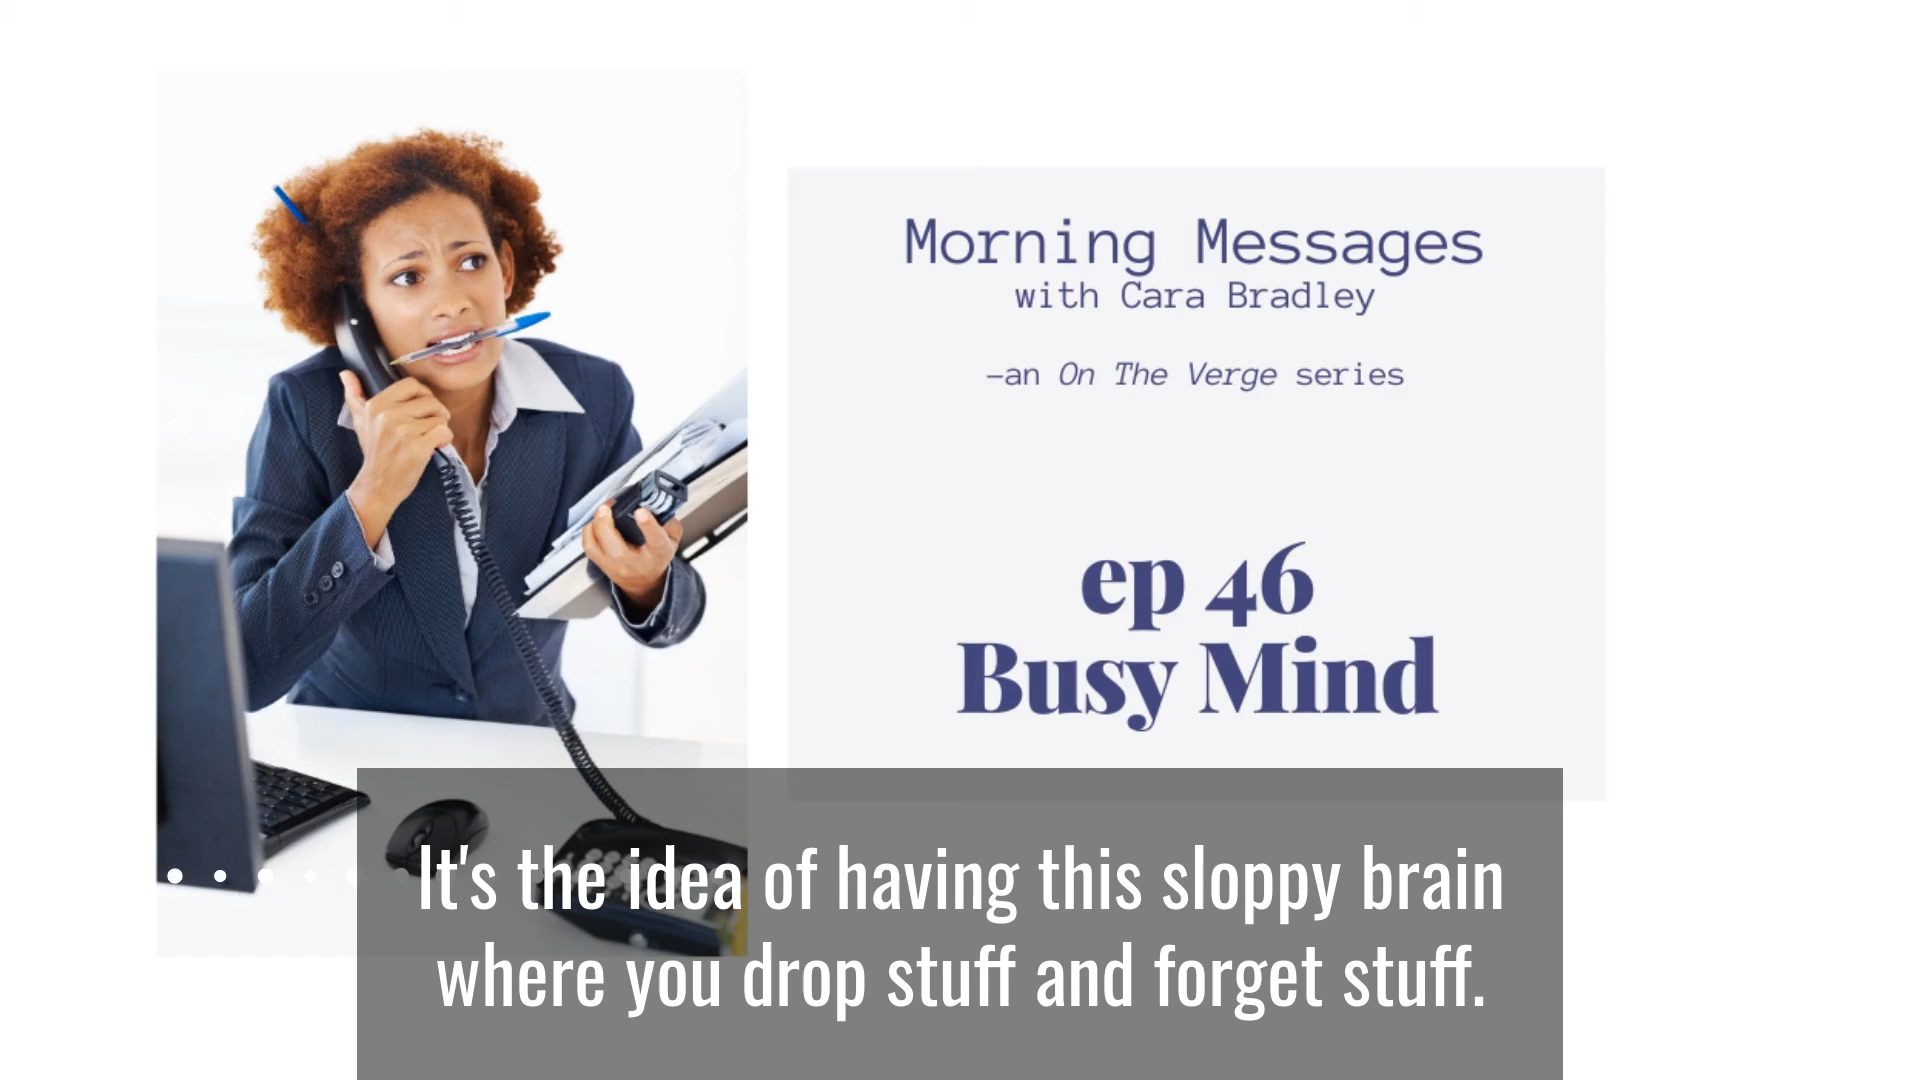 Morning Messages
with Cara Bradley
–an On The Verge series
ep 46
Busy Mind
It's the idea of having this sloppy brain
where you drop stuff and forget stuff.